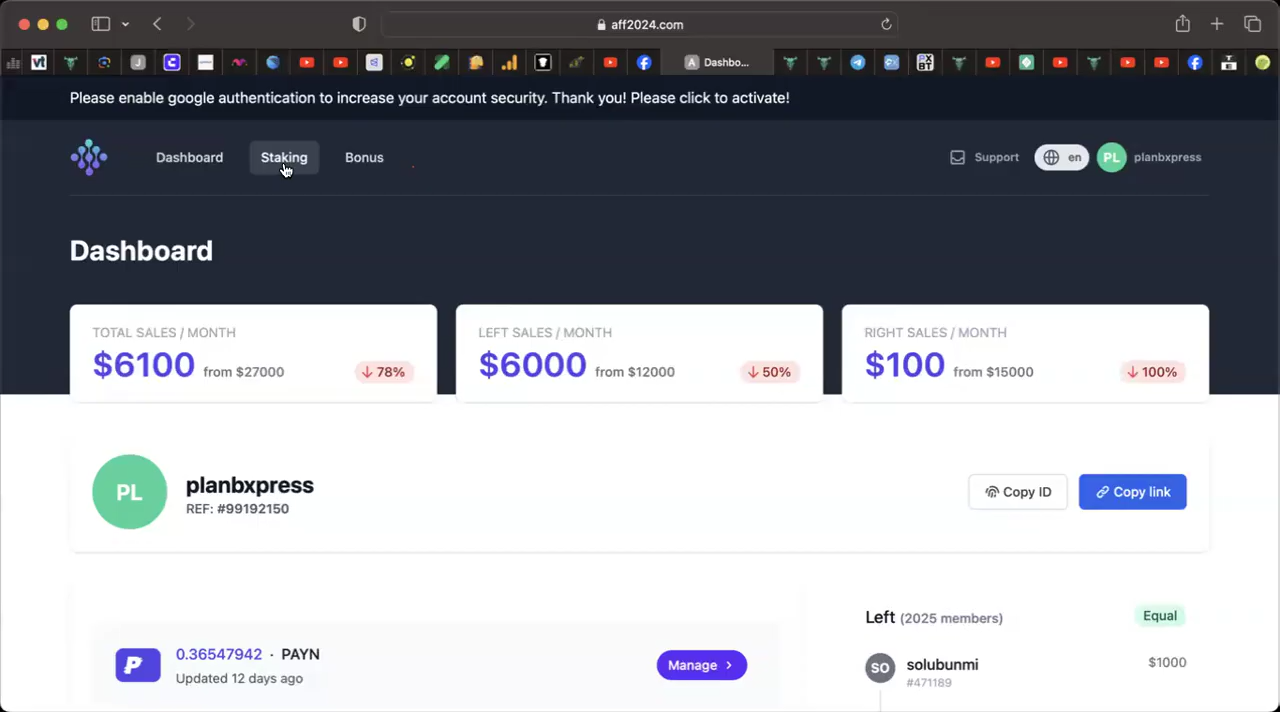 aff2024.com
Dashbo...
Please enable google authentication to increase your account security. Thank you! Please click to activate!
Dashboard
Staking
Bonus
Support
en
PL
planbxpress
Dashboard
TOTAL SALES / MONTH
$6100 from $27000
78%
LEFT SALES / MONTH
$6000 from $12000
50%
RIGHT SALES / MONTH
$100 from $15000
100%
PL
planbxpress
REF: #99192150
Copy ID
Copy link
0.36547942 · PAYN
Updated 12 days ago
Manage
Left (2025 members)
Equal
SO
solubunmi
$1000
#471189